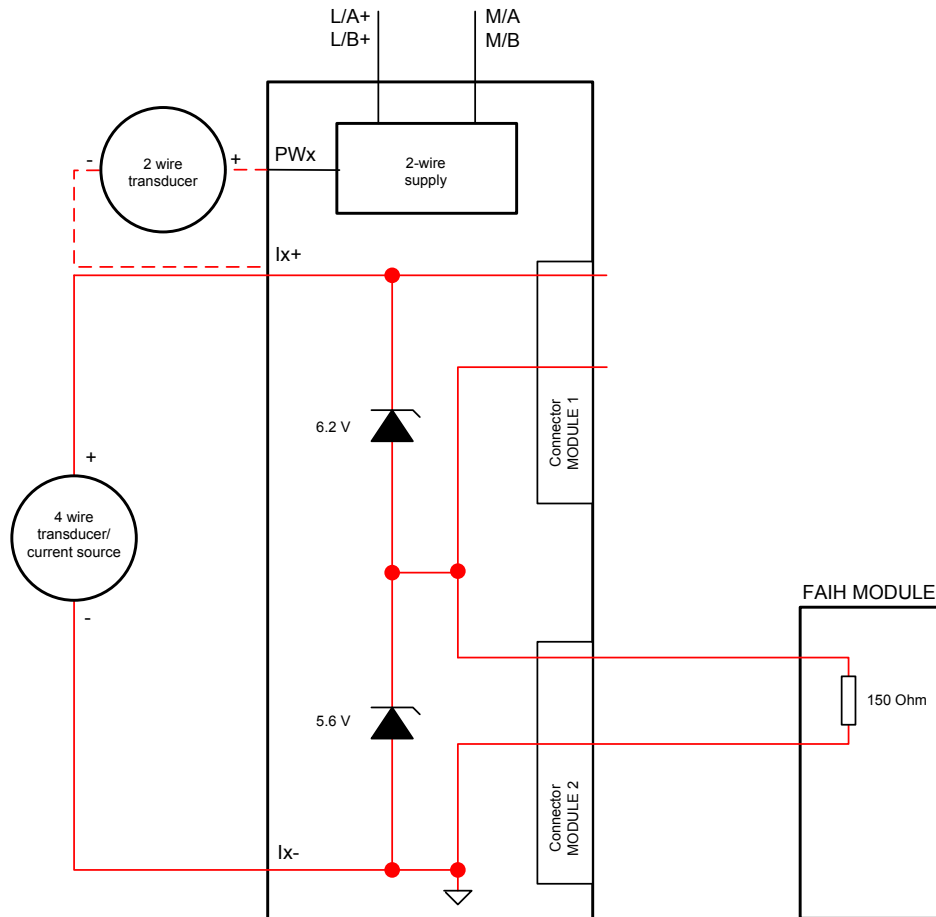 L/A+
L/B+
M/A
M/B
-
2 wire
transducer
+
PWx
2-wire
supply
Ix+
6.2 V
Connector
MODULE 1
+
4 wire
transducer/
current source
-
FAIH MODULE
5.6 V
150 Ohm
Connector
MODULE 2
Ix-